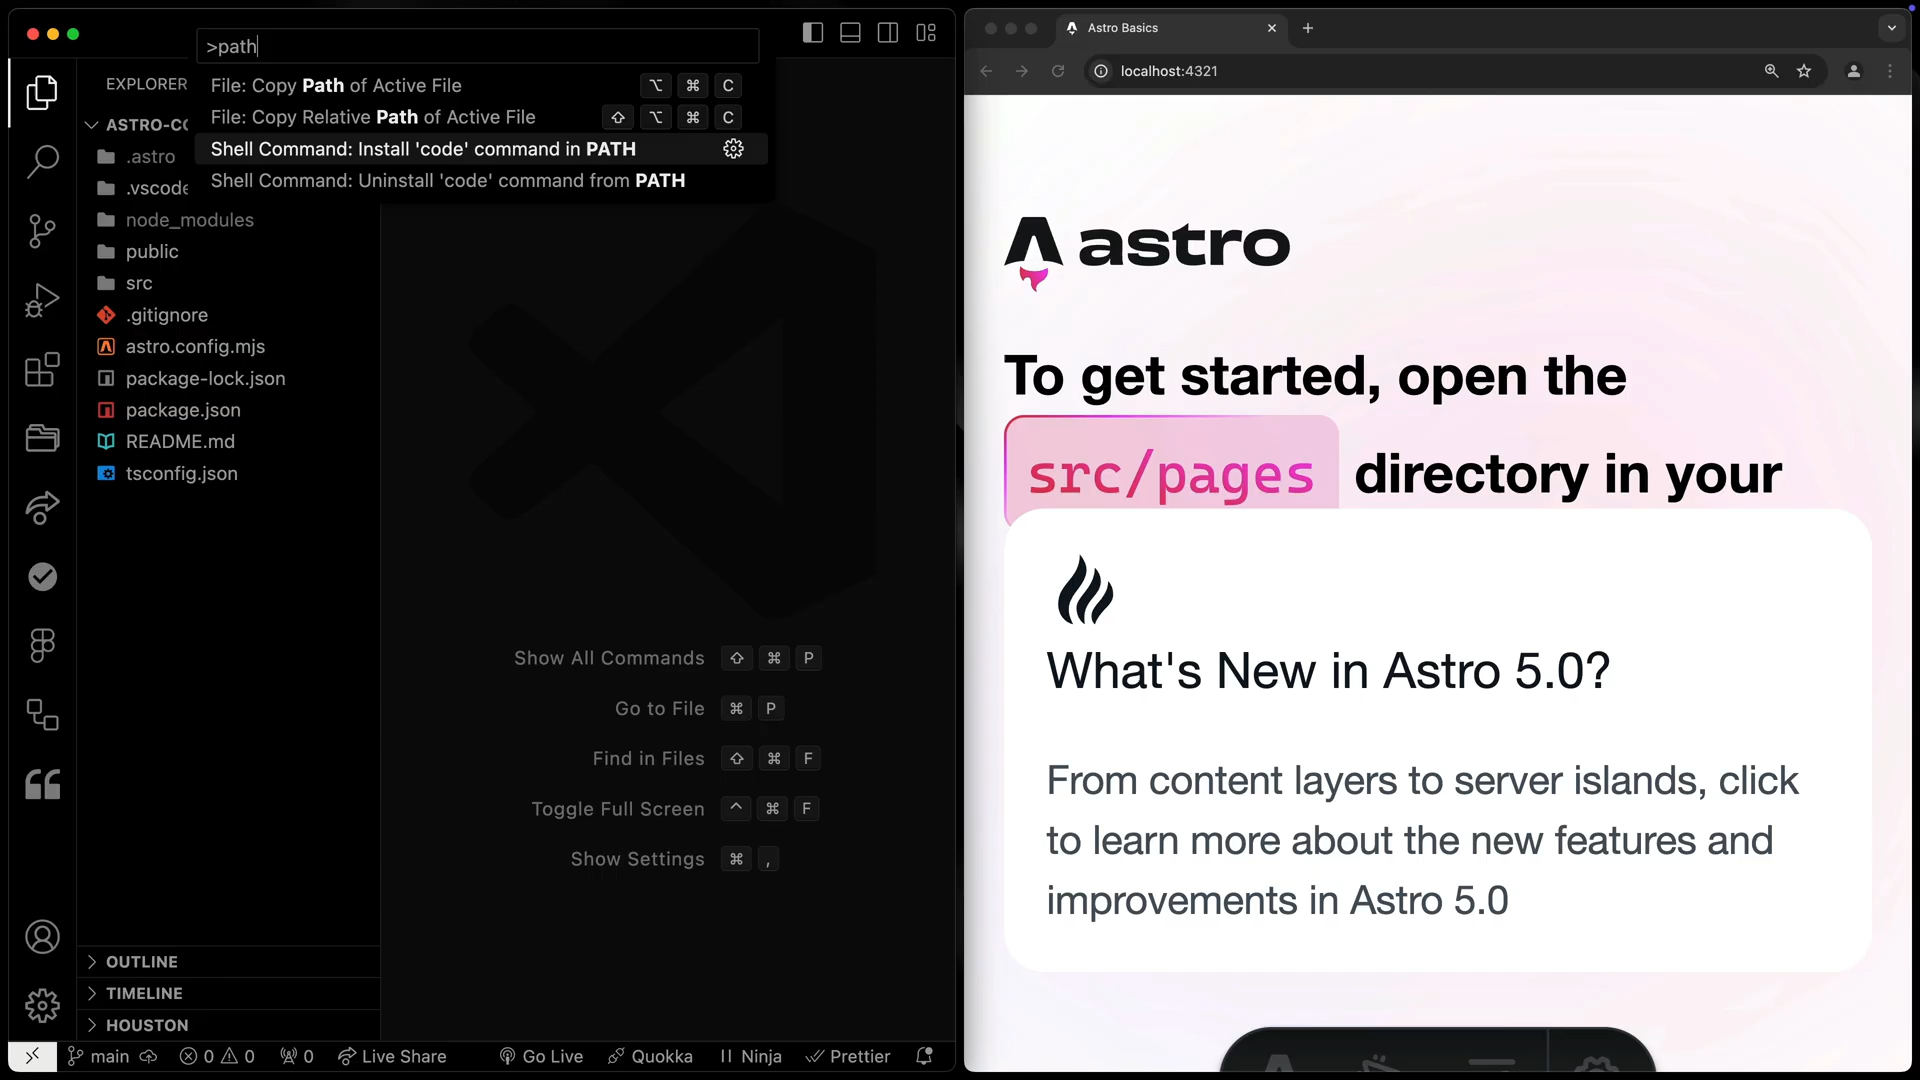 >path
File: Copy Path of Active File ⌥ ⌘ C
File: Copy Relative Path of Active File ⇧ ⌥ ⌘ C
Shell Command: Install 'code' command in PATH
Shell Command: Uninstall 'code' command from PATH
EXPLORER
ASTRO-CO
.astro
.vscode
node_modules
public
src
.gitignore
astro.config.mjs
package-lock.json
package.json
README.md
tsconfig.json
OUTLINE
TIMELINE
HOUSTON
Show All Commands ⇧ ⌘ P
Go to File ⌘ P
Find in Files ⇧ ⌘ F
Toggle Full Screen ^ ⌘ F
Show Settings ⌘ ,
main 0 0 0 Live Share Go Live Quokka Ninja Prettier
Astro Basics
localhost:4321
astro
To get started, open the
src/pages directory in your
What's New in Astro 5.0?
From content layers to server islands, click
to learn more about the new features and
improvements in Astro 5.0